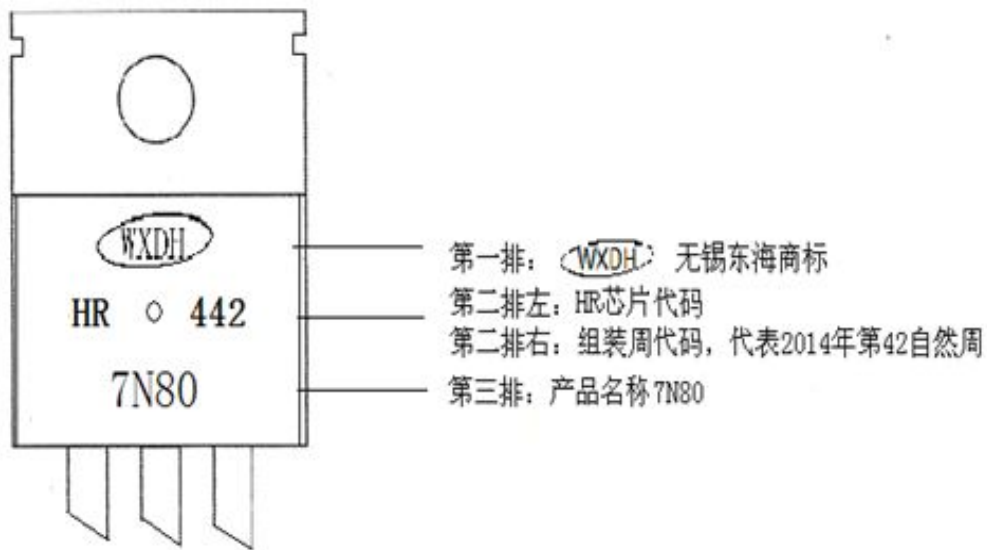 WXDH
HR 442
7N80
第一排： WXDH 无锡东海商标
第二排左：HR芯片代码
第二排右：组装周代码，代表2014年第42自然周
第三排：产品名称7N80